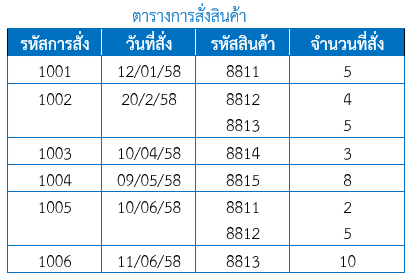 ตารางการสั่งสินค้า
รหัสการสั่ง วันที่สั่ง รหัสสินค้า จำนวนที่สั่ง
1001 12/01/58 8811 5
1002 20/2/58 8812 4
8813 5
1003 10/04/58 8814 3
1004 09/05/58 8815 8
1005 10/06/58 8811 2
8812 5
1006 11/06/58 8813 10